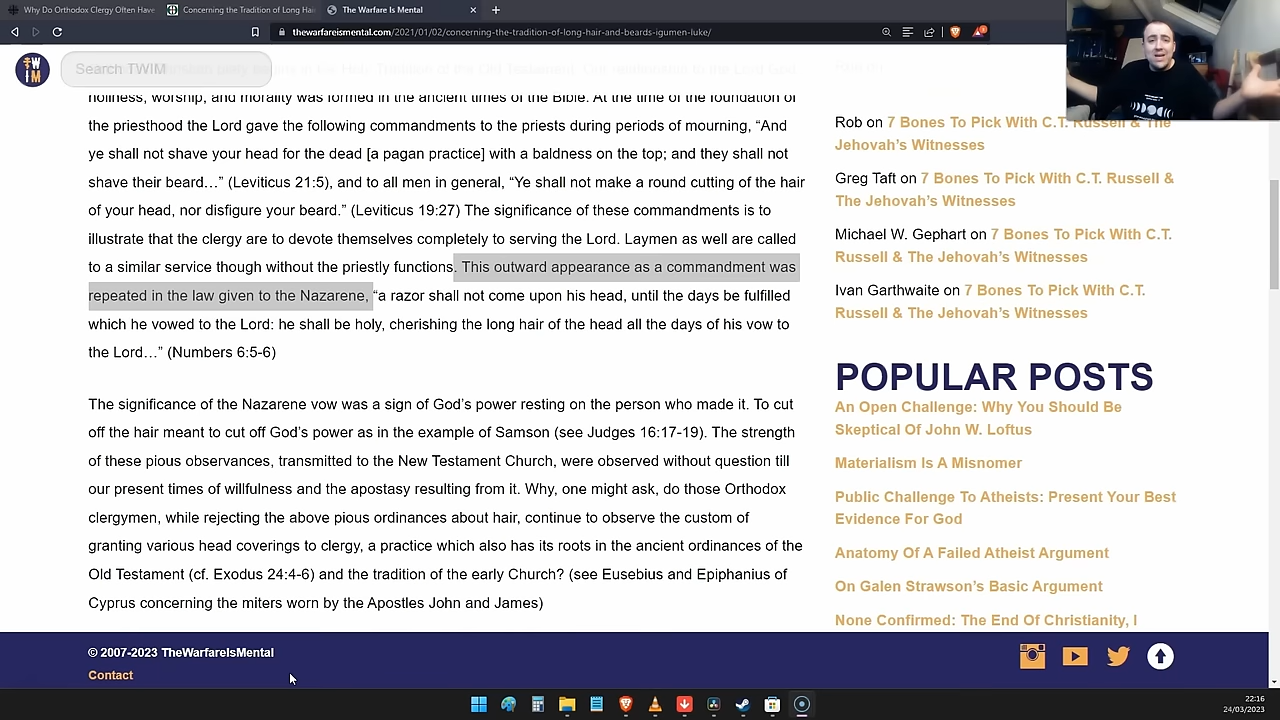 Why Do Orthodox Clergy Often Have
Concerning the Tradition of Long Hai
The Warfare Is Mental
thewarfareismental.com/2021/01/02/concerning-the-tradition-of-long-hair-and-beards-igumen-luke/
TW
IM
Search TWIM
holiness, worship, and morality was formed in the ancient times of the Bible. At the time of the foundation of
the priesthood the Lord gave the following commandments to the priests during periods of mourning, “And
ye shall not shave your head for the dead [a pagan practice] with a baldness on the top; and they shall not
shave their beard…” (Leviticus 21:5), and to all men in general, “Ye shall not make a round cutting of the hair
of your head, nor disfigure your beard.” (Leviticus 19:27) The significance of these commandments is to
illustrate that the clergy are to devote themselves completely to serving the Lord. Laymen as well are called
to a similar service though without the priestly functions. This outward appearance as a commandment was
repeated in the law given to the Nazarene, “a razor shall not come upon his head, until the days be fulfilled
which he vowed to the Lord: he shall be holy, cherishing the long hair of the head all the days of his vow to
the Lord…” (Numbers 6:5-6)
The significance of the Nazarene vow was a sign of God’s power resting on the person who made it. To cut
off the hair meant to cut off God’s power as in the example of Samson (see Judges 16:17-19). The strength
of these pious observances, transmitted to the New Testament Church, were observed without question till
our present times of willfulness and the apostasy resulting from it. Why, one might ask, do those Orthodox
clergymen, while rejecting the above pious ordinances about hair, continue to observe the custom of
granting various head coverings to clergy, a practice which also has its roots in the ancient ordinances of the
Old Testament (cf. Exodus 24:4-6) and the tradition of the early Church? (see Eusebius and Epiphanius of
Cyprus concerning the miters worn by the Apostles John and James)
Rob on 7 Bones To Pick With C.T. Russell & The
Jehovah’s Witnesses
Greg Taft on 7 Bones To Pick With C.T. Russell &
The Jehovah’s Witnesses
Michael W. Gephart on 7 Bones To Pick With C.T.
Russell & The Jehovah’s Witnesses
Ivan Garthwaite on 7 Bones To Pick With C.T.
Russell & The Jehovah’s Witnesses
POPULAR POSTS
An Open Challenge: Why You Should Be
Skeptical Of John W. Loftus
Materialism Is A Misnomer
Public Challenge To Atheists: Present Your Best
Evidence For God
Anatomy Of A Failed Atheist Argument
On Galen Strawson’s Basic Argument
None Confirmed: The End Of Christianity, I
© 2007-2023 TheWarfareIsMental
Contact
22:16
24/03/2023